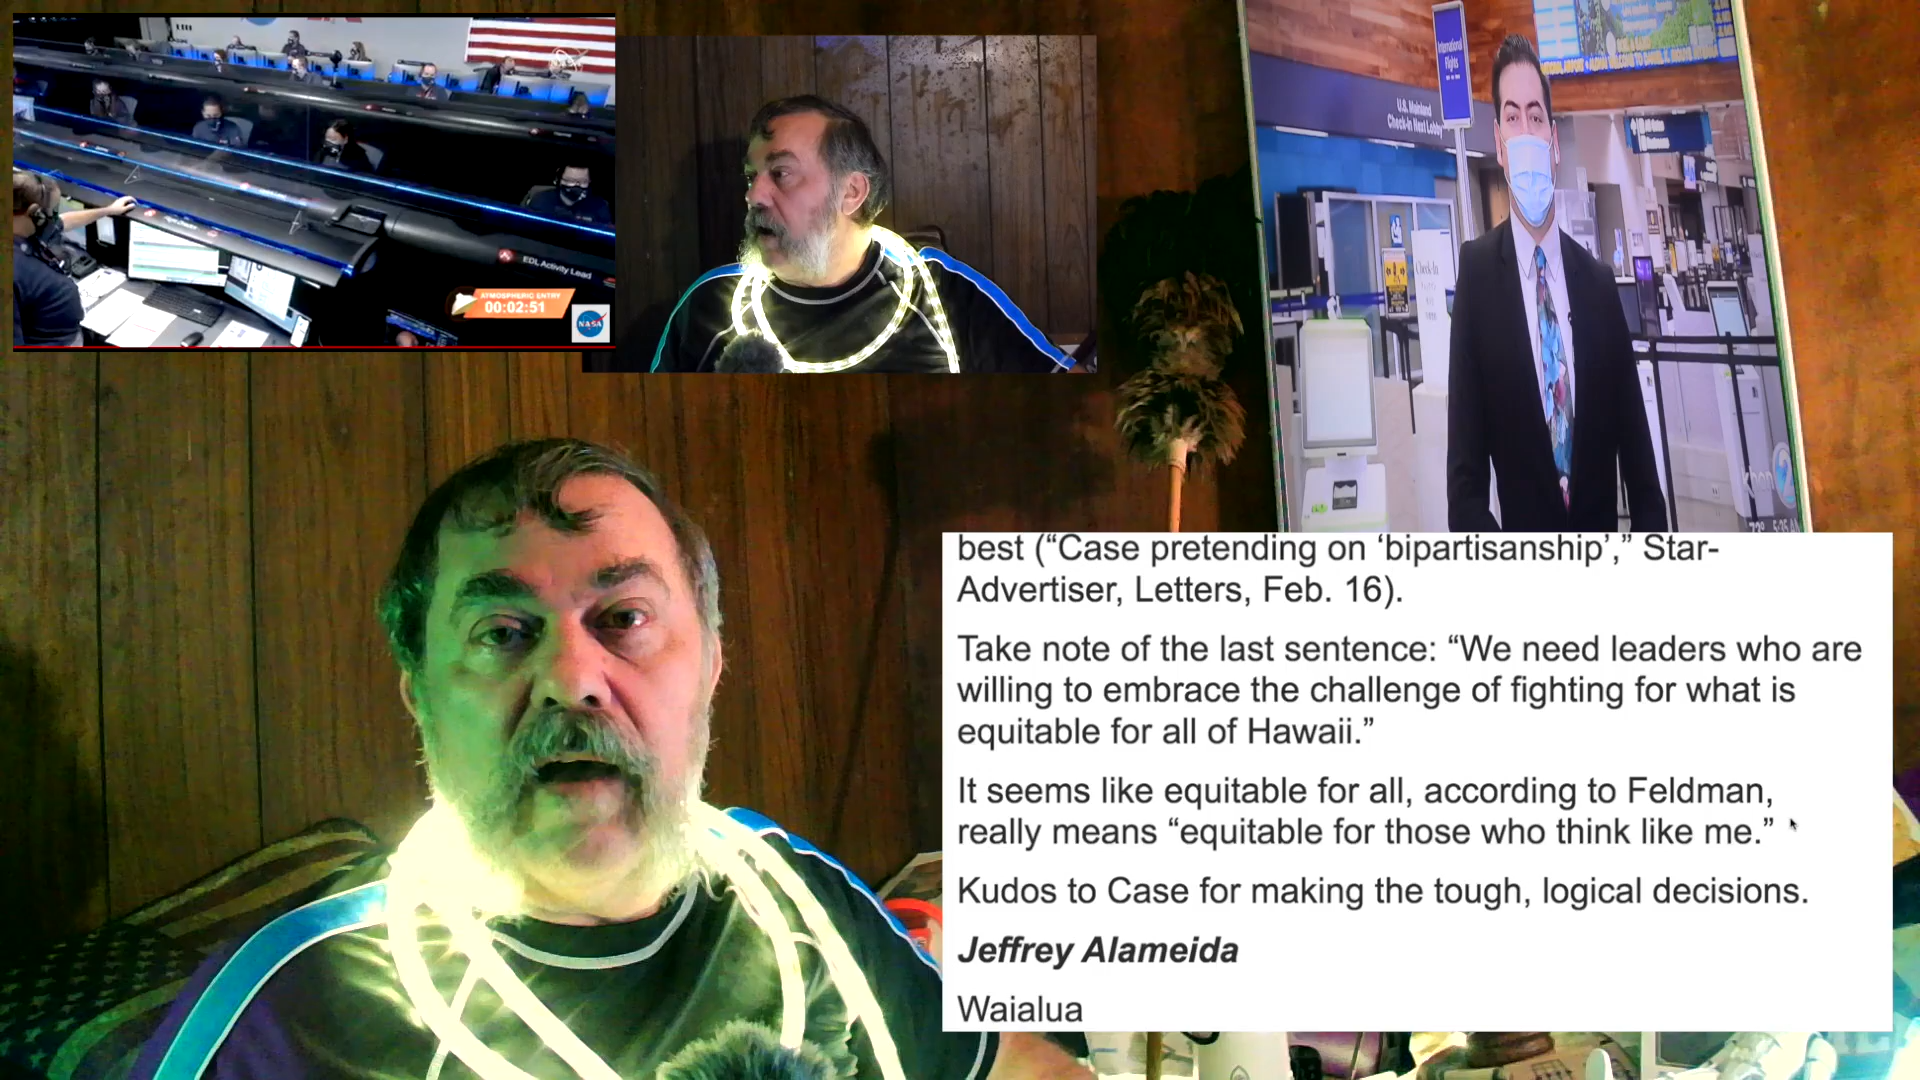 EDL Activity Lead
ATMOSPHERIC ENTRY
00:02:51
NASA
International
Flights
U.S. Mainland
Check-in Next Lobby
Check-In
khon 2
best (“Case pretending on ‘bipartisanship’,” Star-
Advertiser, Letters, Feb. 16).
Take note of the last sentence: “We need leaders who are
willing to embrace the challenge of fighting for what is
equitable for all of Hawaii.”
It seems like equitable for all, according to Feldman,
really means “equitable for those who think like me.”
Kudos to Case for making the tough, logical decisions.
Jeffrey Alameida
Waialua